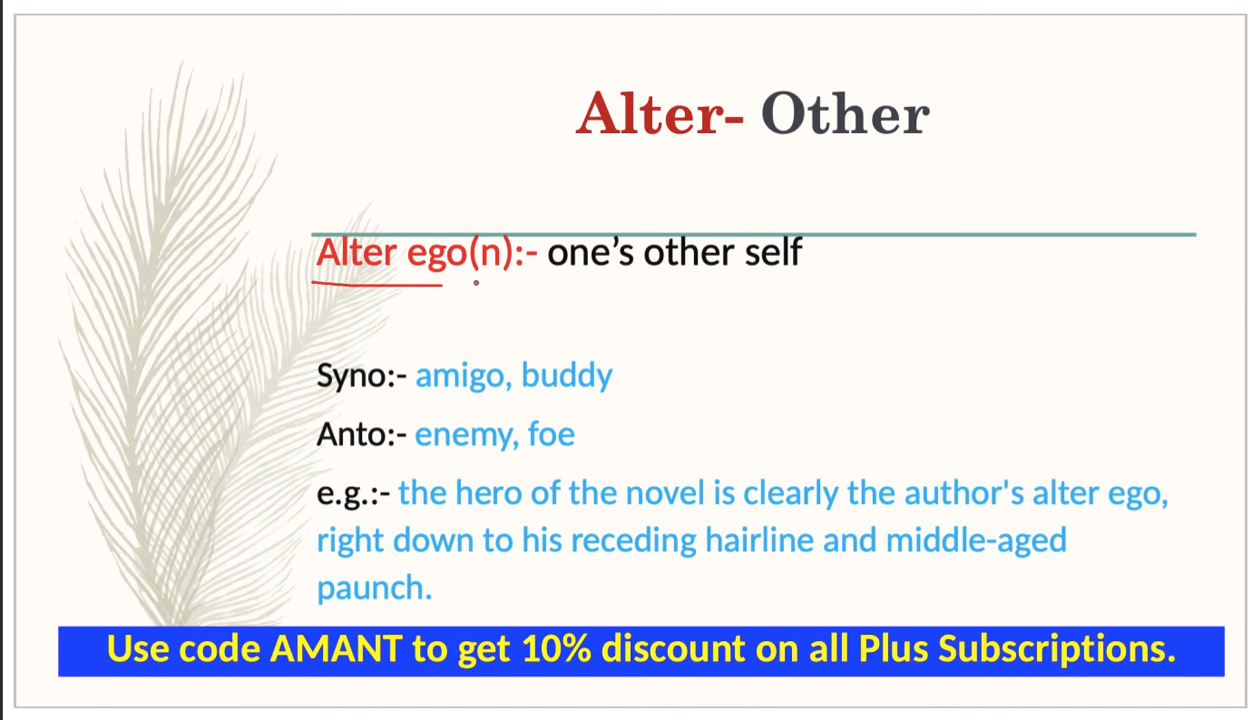 Alter- Other
Alter ego(n):- one’s other self
Syno:- amigo, buddy
Anto:- enemy, foe
e.g.:- the hero of the novel is clearly the author's alter ego,
right down to his receding hairline and middle-aged
paunch.
Use code AMANT to get 10% discount on all Plus Subscriptions.